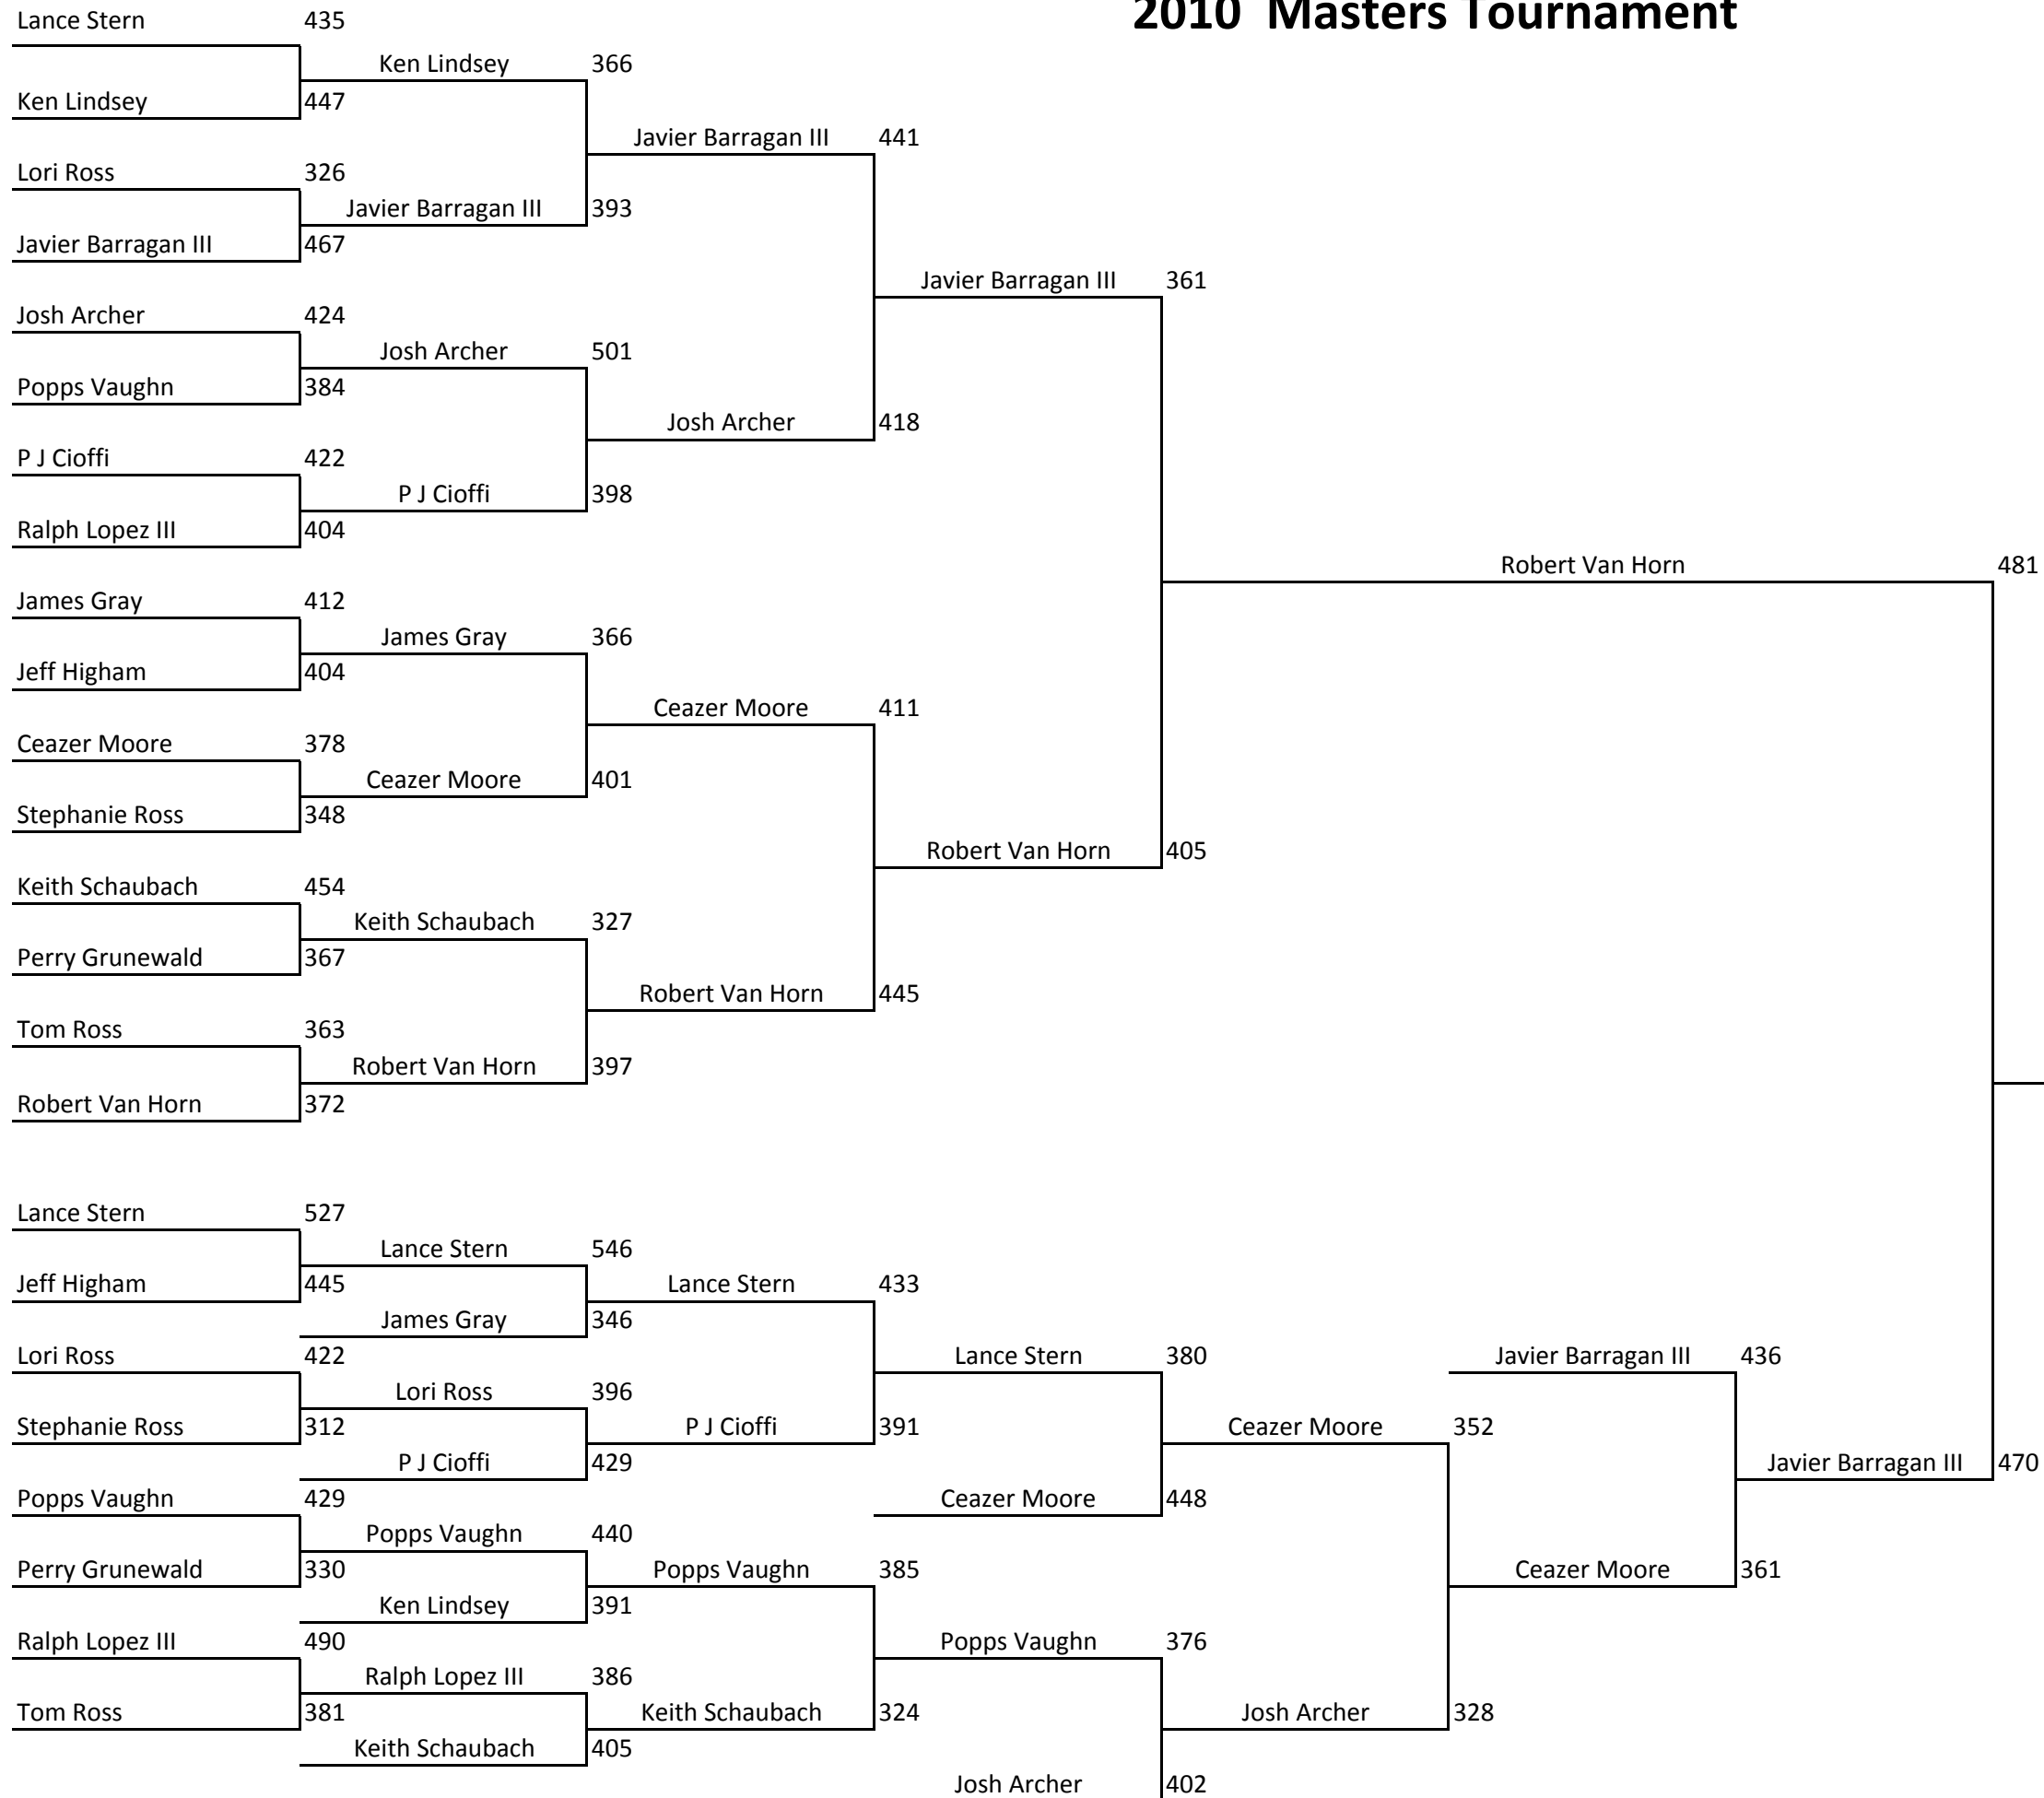 2010 Masters Tournament
Lance Stern 435
Ken Lindsey 366
Ken Lindsey 447
Javier Barragan III 441
Lori Ross 326
Javier Barragan III 393
Javier Barragan III 467
Javier Barragan III 361
Josh Archer 424
Josh Archer 501
Popps Vaughn 384
Josh Archer 418
P J Cioffi 422
P J Cioffi 398
Ralph Lopez III 404
Robert Van Horn 481
James Gray 412
James Gray 366
Jeff Higham 404
Ceazer Moore 411
Ceazer Moore 378
Ceazer Moore 401
Stephanie Ross 348
Robert Van Horn 405
Keith Schaubach 454
Keith Schaubach 327
Perry Grunewald 367
Robert Van Horn 445
Tom Ross 363
Robert Van Horn 397
Robert Van Horn 372
Lance Stern 527
Lance Stern 546
Jeff Higham 445 Lance Stern 433
James Gray 346
Lori Ross 422 Lance Stern 380 Javier Barragan III 436
Lori Ross 396
Stephanie Ross 312 P J Cioffi 391 Ceazer Moore 352
P J Cioffi 429 Javier Barragan III 470
Popps Vaughn 429 Ceazer Moore 448
Popps Vaughn 440
Perry Grunewald 330 Popps Vaughn 385 Ceazer Moore 361
Ken Lindsey 391
Ralph Lopez III 490 Popps Vaughn 376
Ralph Lopez III 386
Tom Ross 381 Keith Schaubach 324 Josh Archer 328
Keith Schaubach 405
Josh Archer 402